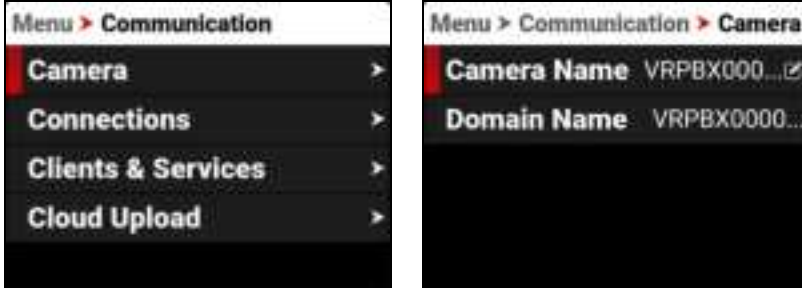 Menu > Communication
Camera >
Connections >
Clients & Services >
Cloud Upload >
Menu > Communication > Camera
Camera Name VRPBX000...
Domain Name VRPBX0000...